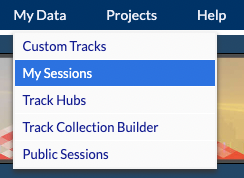 My Data Projects Help
Custom Tracks
My Sessions
Track Hubs
Track Collection Builder
Public Sessions